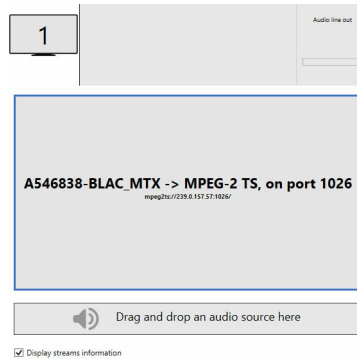 1
Audio line out
A546838-BLAC_MTX -> MPEG-2 TS, on port 1026
mpeg2ts://239.0.157.57:1026/
Drag and drop an audio source here
Display streams information